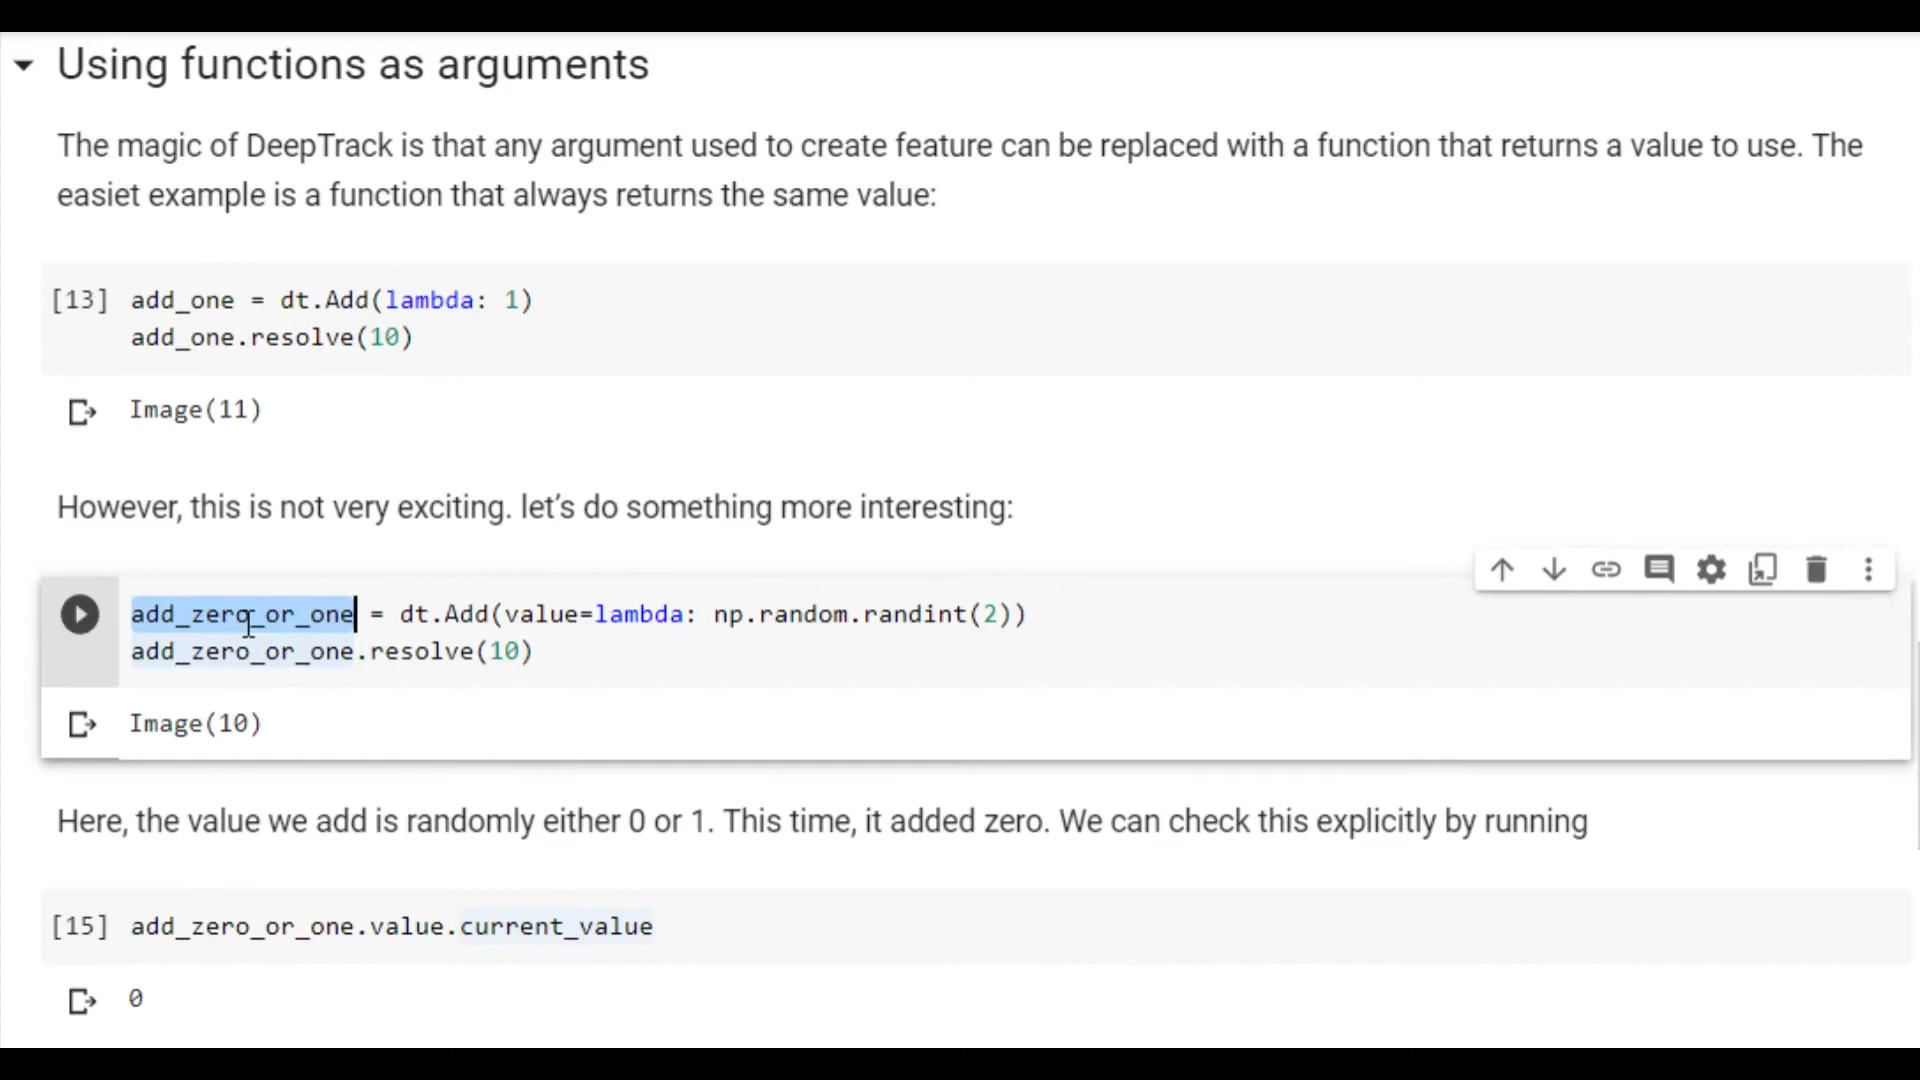 Using functions as arguments
The magic of DeepTrack is that any argument used to create feature can be replaced with a function that returns a value to use. The
easiet example is a function that always returns the same value:
[13] add_one = dt.Add(lambda: 1)
add_one.resolve(10)
Image(11)
However, this is not very exciting. let’s do something more interesting:
add_zero_or_one = dt.Add(value=lambda: np.random.randint(2))
add_zero_or_one.resolve(10)
Image(10)
Here, the value we add is randomly either 0 or 1. This time, it added zero. We can check this explicitly by running
[15] add_zero_or_one.value.current_value
0